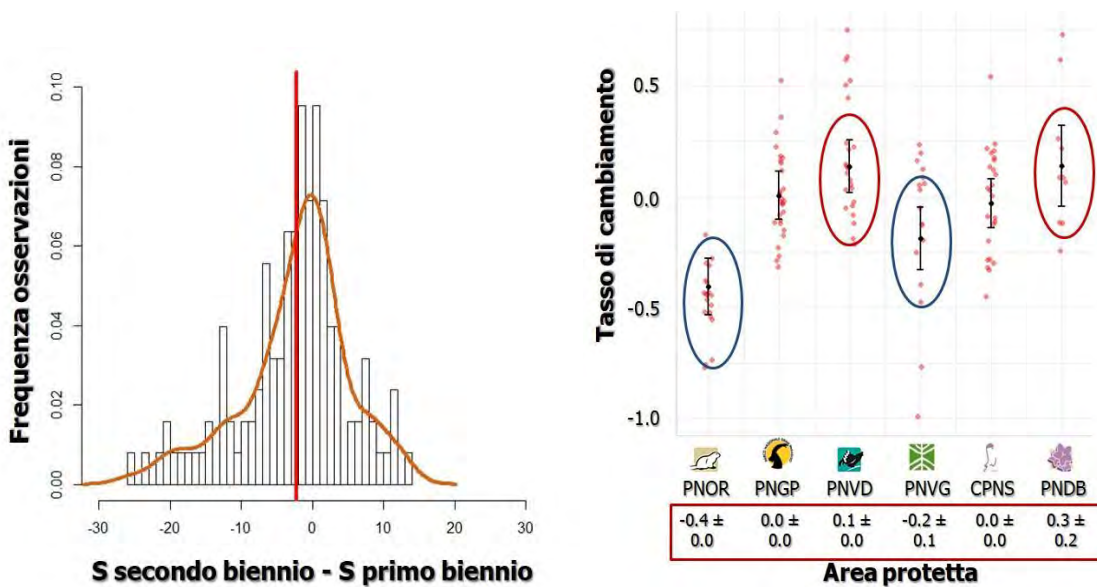 Frequenza osservazioni
0.10
0.08
0.06
0.04
0.02
0.00
-30
-20
-10
0
10
20
30
S secondo biennio - S primo biennio
Tasso di cambiamento
0.5
0.0
-0.5
-1.0
PNOR PNGP PNVD PNVG CPNS PNDB
-0.4 ± 0.0 ± 0.1 ± -0.2 ± 0.0 ± 0.3 ±
0.0 0.0 0.0 0.1 0.0 0.2
Area protetta